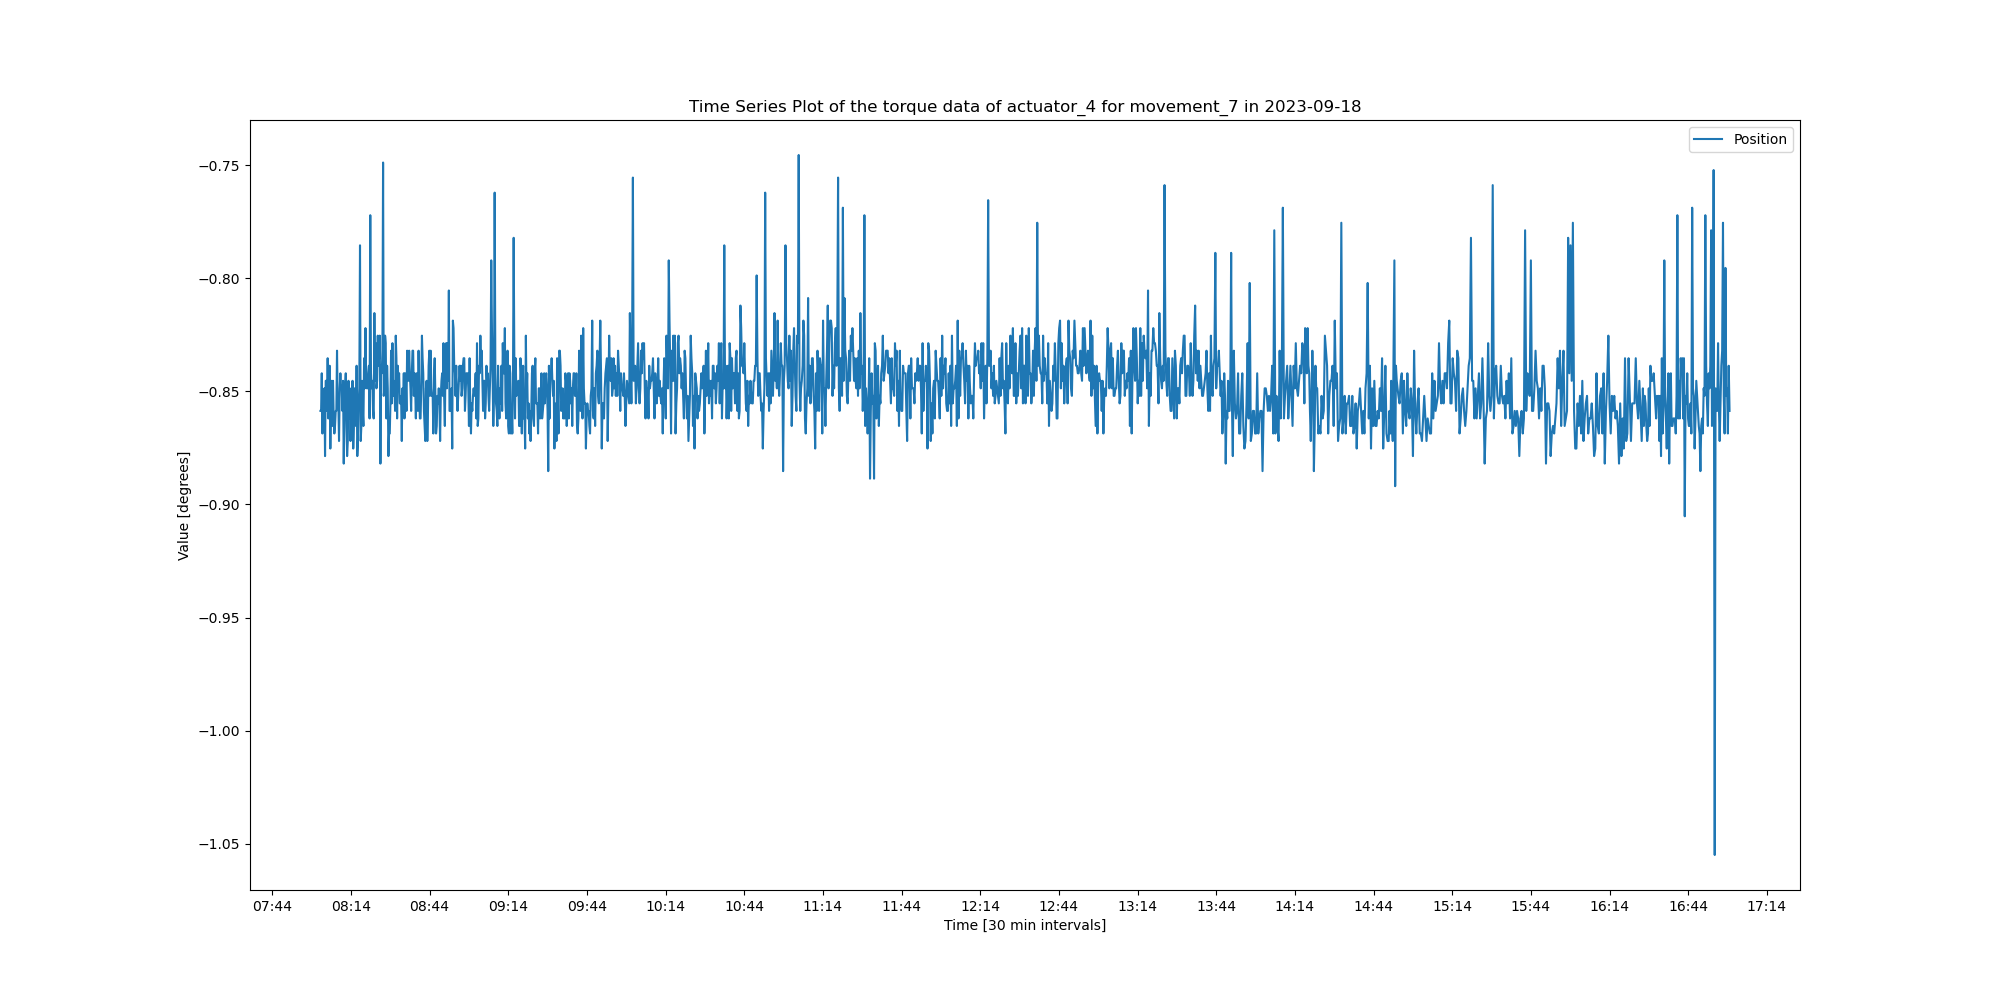 Time Series Plot of the torque data of actuator_4 for movement_7 in 2023-09-18
Position
−0.75
−0.80
−0.85
−0.90
−0.95
−1.00
−1.05
Value [degrees]
07:44 08:14 08:44 09:14 09:44 10:14 10:44 11:14 11:44 12:14 12:44 13:14 13:44 14:14 14:44 15:14 15:44 16:14 16:44 17:14
Time [30 min intervals]